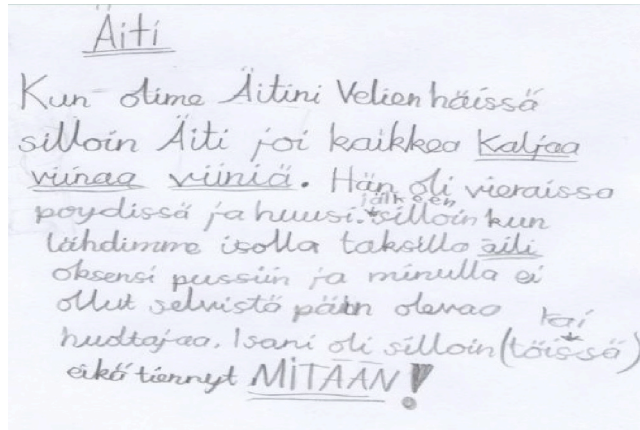 Äiti
Kun olime Äitini Velien häissä
silloin Äiti joi kaikkea Kaljaa
viinaa viiniä. Hän oli vieraissa
jälkeen
poydissä ja huusi. silloin kun
lähdimme isolla taksilla äiti
oksensi pussiin ja minulla ei
ollut selvistä päin olevaa
kai
huoltajaa. Isani oli silloin (töissä)
eikä tiennyt MITÄÄN!